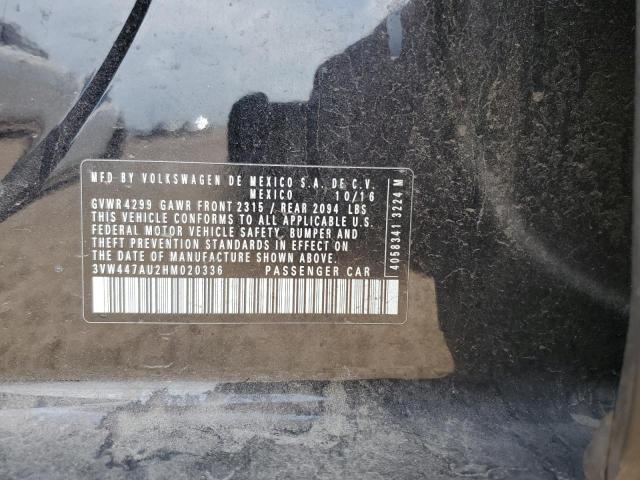 MFD BY VOLKSWAGEN DE MEXICO S.A. DE C.V.
MEXICO 10/16
GVWR4299 GAWR FRONT 2315 / REAR 2094 LBS
THIS VEHICLE CONFORMS TO ALL APPLICABLE U.S.
FEDERAL MOTOR VEHICLE SAFETY, BUMPER AND
THEFT PREVENTION STANDARDS IN EFFECT ON
THE DATE OF MANUFACTURE SHOWN ABOVE.
3VW447AU2HM020336 PASSENGER CAR
4058341 3224 M